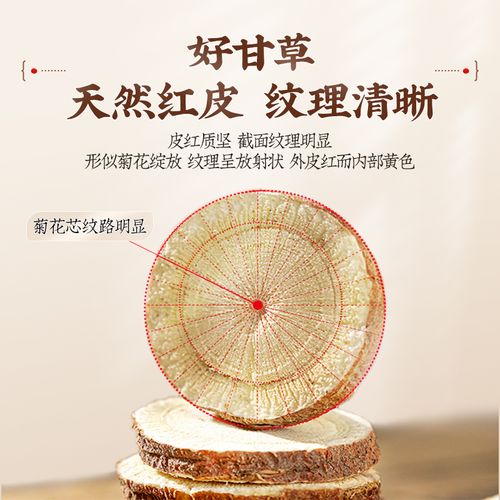 好甘草
天然红皮 纹理清晰
皮红质坚 截面纹理明显
形似菊花绽放 纹理呈放射状 外皮红而内部黄色
菊花芯纹路明显